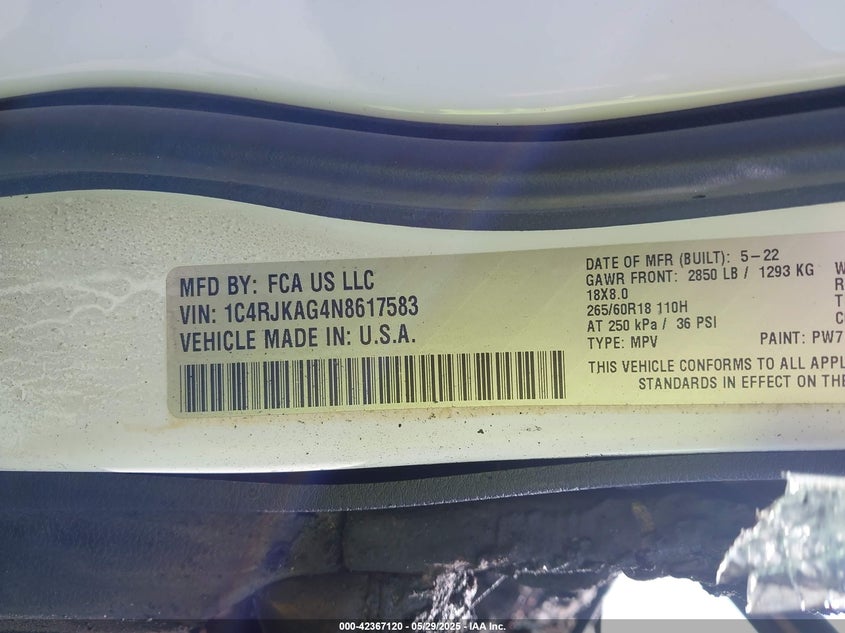 MFD BY: FCA US LLC
VIN: 1C4RJKAG4N8617583
VEHICLE MADE IN: U.S.A.
DATE OF MFR (BUILT): 5-22
GAWR FRONT: 2850 LB / 1293 KG
18X8.0
265/60R18 110H
AT 250 kPa / 36 PSI
TYPE: MPV
PAINT: PW7
THIS VEHICLE CONFORMS TO ALL APPL
STANDARDS IN EFFECT ON THE
W
R
T
C
000-42367120 - 05/29/2025 - IAA Inc.